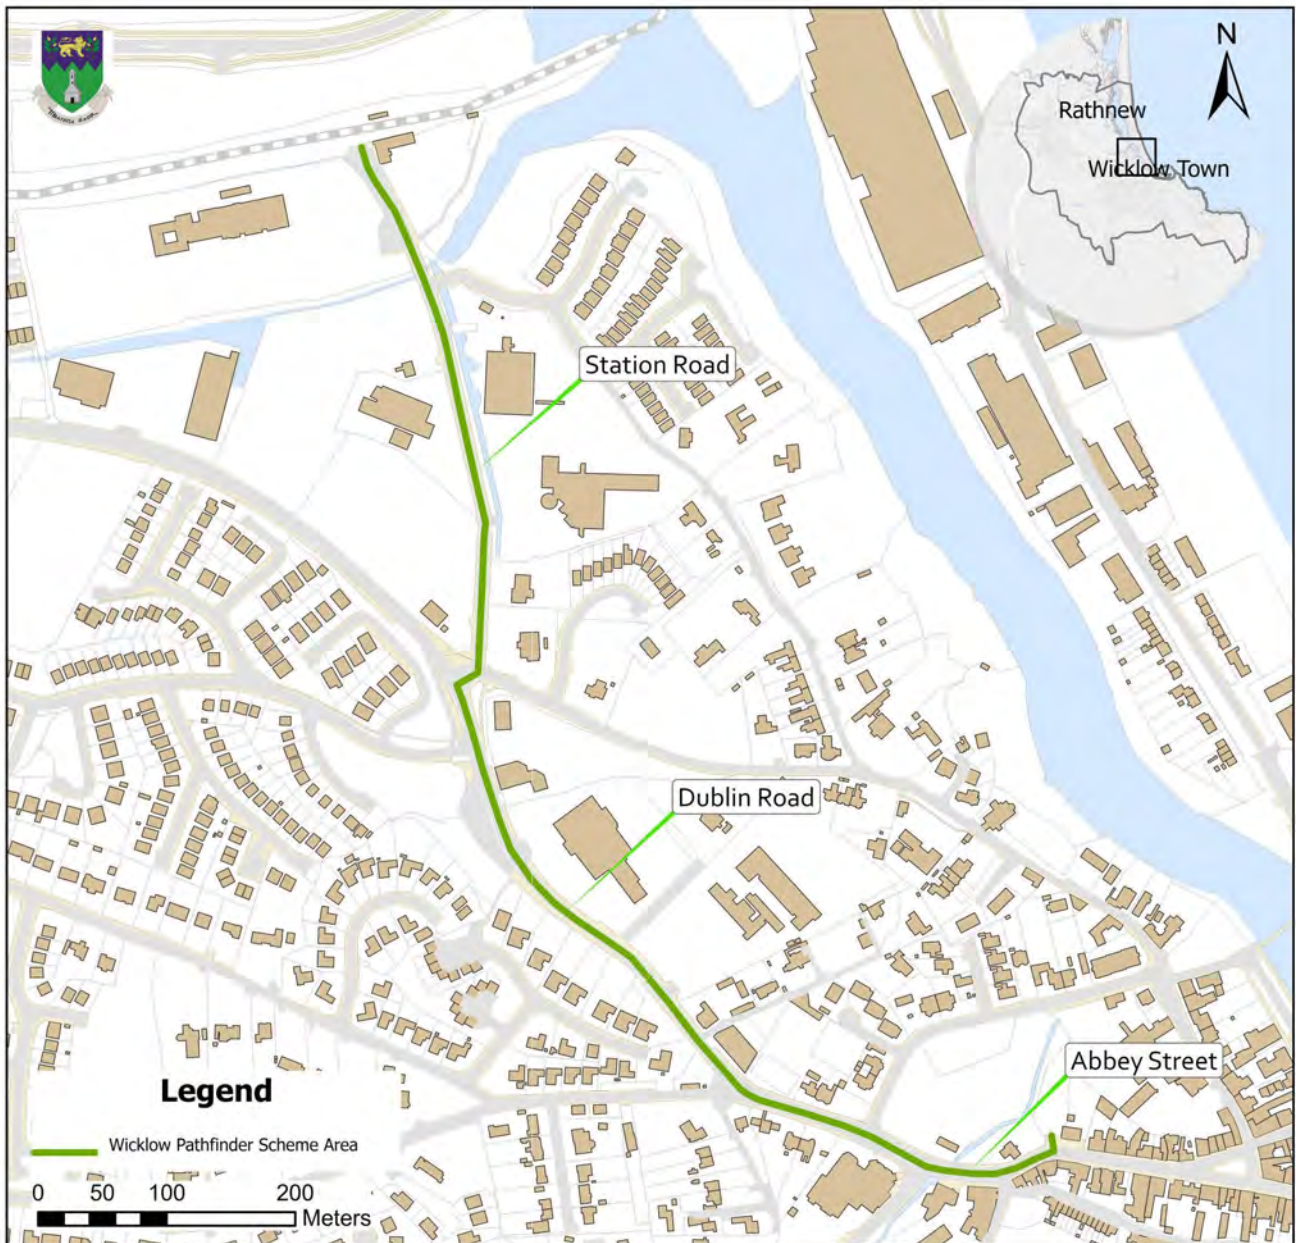 N
Rathnew
Wicklow Town
Station Road
Dublin Road
Abbey Street
Legend
Wicklow Pathfinder Scheme Area
0 50 100 200
Meters